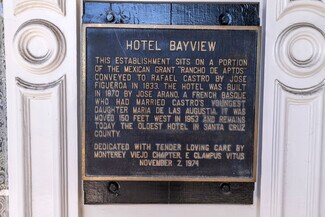 HOTEL BAYVIEW
THIS ESTABLISHMENT SITS ON A PORTION
OF THE MEXICAN GRANT "RANCHO DE APTOS"
CONVEYED TO RAFAEL CASTRO BY JOSE
FIGUEROA IN 1833. THE HOTEL WAS BUILT
IN 1870 BY JOSE ARANO, A FRENCH BASQUE
WHO HAD MARRIED CASTRO'S YOUNGEST
DAUGHTER MARIA DE LAS AUGUSTIA. IT WAS
MOVED 150 FEET WEST IN 1953 AND REMAINS
TODAY THE OLDEST HOTEL IN SANTA CRUZ
COUNTY.
DEDICATED WITH TENDER LOVING CARE BY
MONTEREY VIEJO CHAPTER, E CLAMPUS VITUS
NOVEMBER 2, 1974